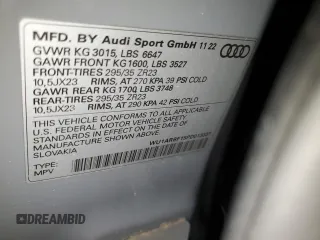 MFD. BY Audi Sport GmbH 11 22
GVWR KG 3015, LBS 6647
GAWR FRONT KG1600, LBS 3527
FRONT-TIRES 295/35 ZR23
10,5JX23 RIMS, AT 270 KPA 39 PSI COLD
GAWR REAR KG 1700, LBS 3748
REAR-TIRES 295/35 ZR23
10,5JX23 RIMS, AT 290 KPA 42 PSI COLD
THIS VEHICLE CONFORMS TO ALL APPLICABLE
U.S. FEDERAL MOTOR VEHICLE SAFETY
STANDARDS IN EFFECT ON THE DATE OF
MANUFACTURE SHOWN ABOVE.
SLOVAKIA
TYPE:
MPV
DREAMBID